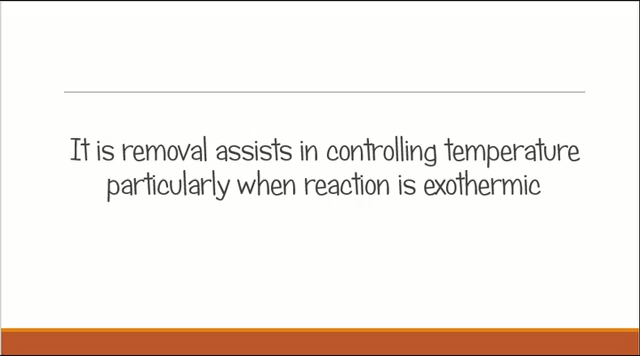 It is removal assists in controlling temperature
particularly when reaction is exothermic